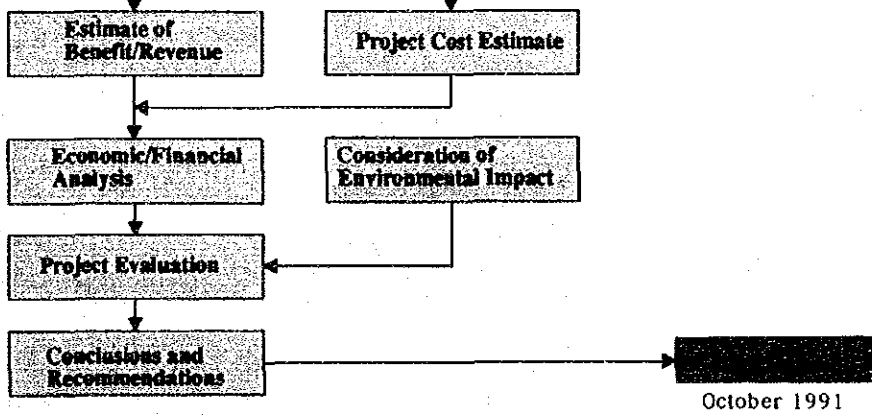 Estimate of
Benefit/Revenue
Project Cost Estimate
Economic/Financial
Analysis
Consideration of
Environmental Impact
Project Evaluation
Conclusions and
Recommendations
October 1991